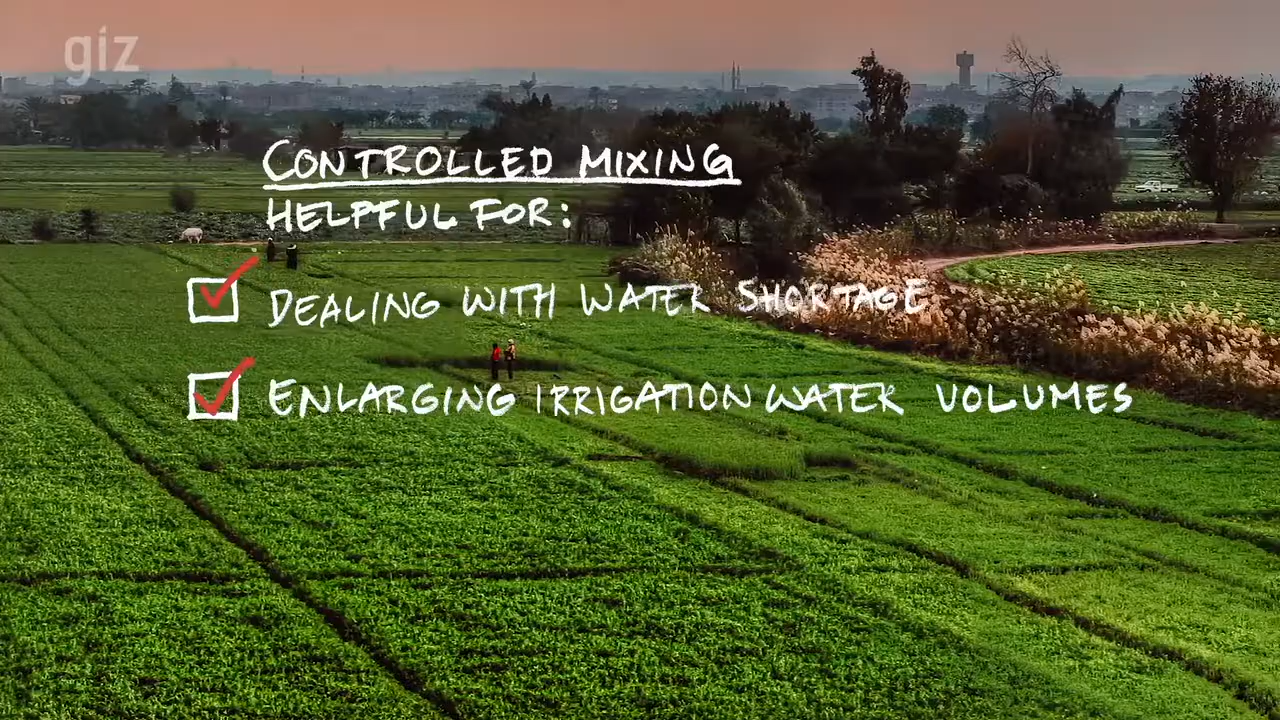 giz
CONTROLLED MIXING
HELPFUL FOR:
DEALING WITH WATER SHORTAGE
ENLARGING IRRIGATION WATER VOLUMES